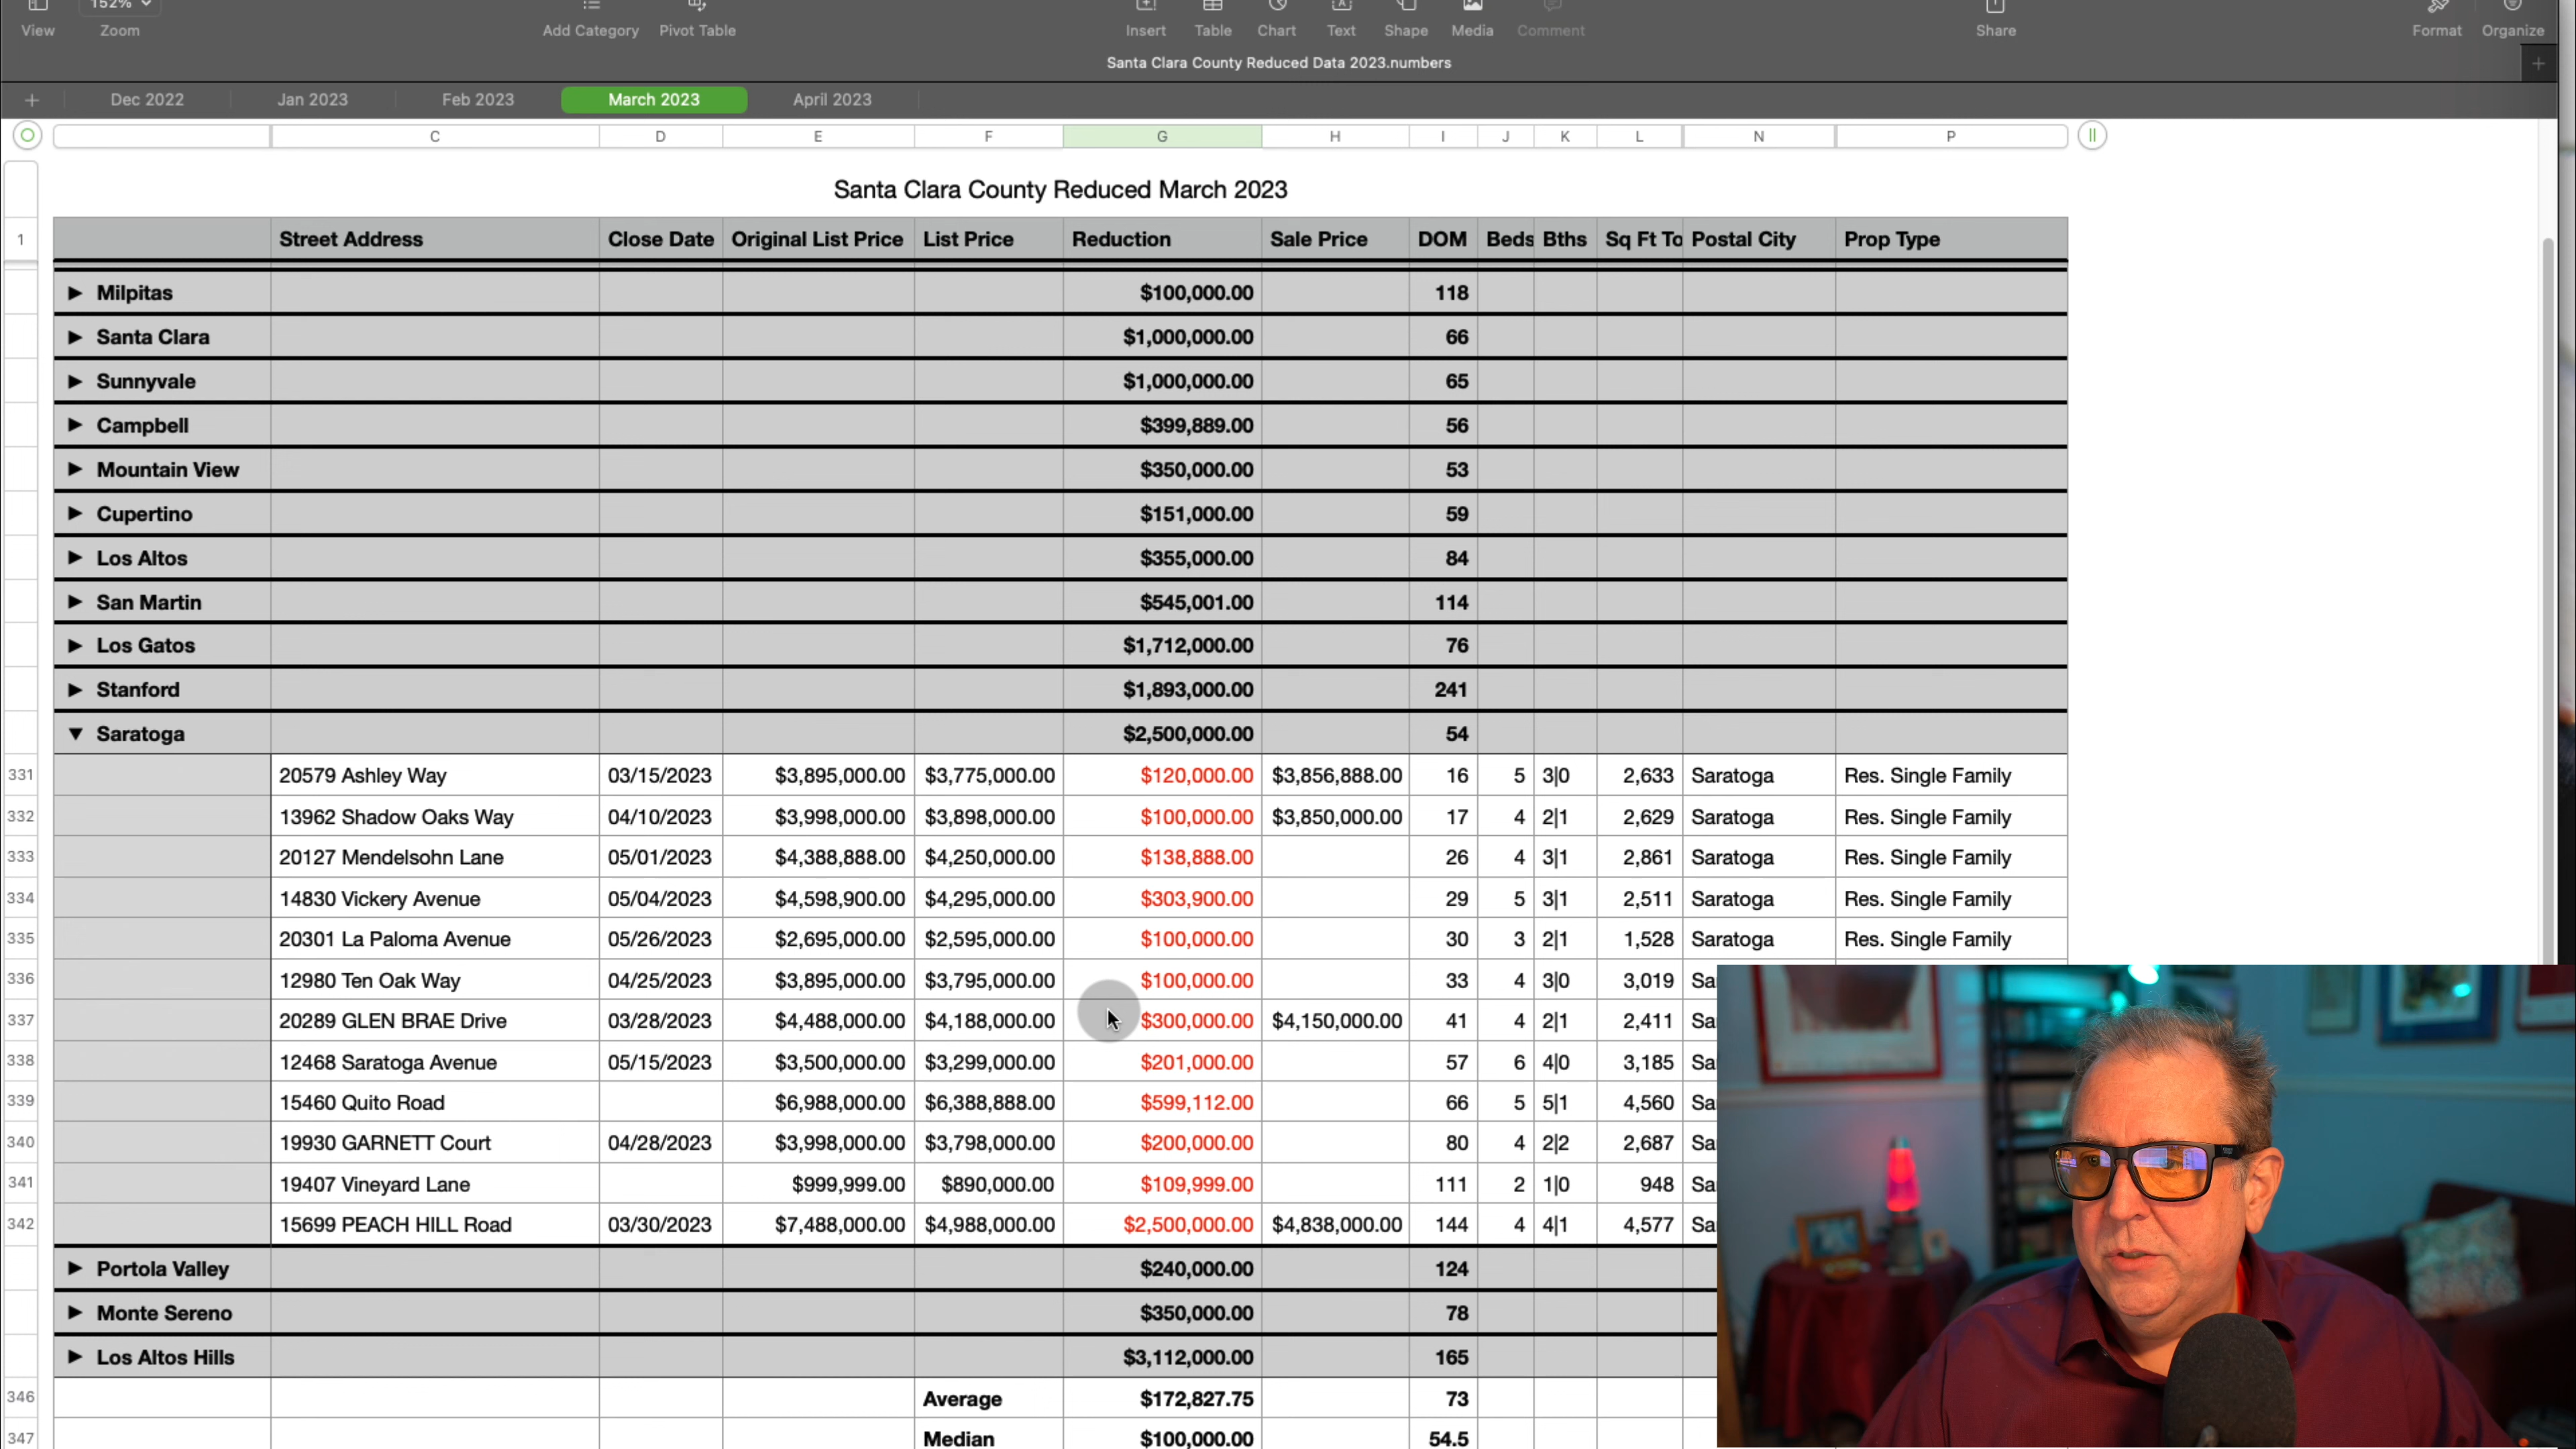 152%
View Zoom Add Category Pivot Table Insert Table Chart Text Shape Media Comment Share Format Organize
Santa Clara County Reduced Data 2023.numbers
Dec 2022 Jan 2023 Feb 2023 March 2023 April 2023
C D E F G H I J K L N P
Santa Clara County Reduced March 2023
1 Street Address Close Date Original List Price List Price Reduction Sale Price DOM Beds Bths Sq Ft To Postal City Prop Type
Milpitas $100,000.00 118
Santa Clara $1,000,000.00 66
Sunnyvale $1,000,000.00 65
Campbell $399,889.00 56
Mountain View $350,000.00 53
Cupertino $151,000.00 59
Los Altos $355,000.00 84
San Martin $545,001.00 114
Los Gatos $1,712,000.00 76
Stanford $1,893,000.00 241
Saratoga $2,500,000.00 54
331 20579 Ashley Way 03/15/2023 $3,895,000.00 $3,775,000.00 $120,000.00 $3,856,888.00 16 5 3|0 2,633 Saratoga Res. Single Family
332 13962 Shadow Oaks Way 04/10/2023 $3,998,000.00 $3,898,000.00 $100,000.00 $3,850,000.00 17 4 2|1 2,629 Saratoga Res. Single Family
333 20127 Mendelsohn Lane 05/01/2023 $4,388,888.00 $4,250,000.00 $138,888.00 26 4 3|1 2,861 Saratoga Res. Single Family
334 14830 Vickery Avenue 05/04/2023 $4,598,900.00 $4,295,000.00 $303,900.00 29 5 3|1 2,511 Saratoga Res. Single Family
335 20301 La Paloma Avenue 05/26/2023 $2,695,000.00 $2,595,000.00 $100,000.00 30 3 2|1 1,528 Saratoga Res. Single Family
336 12980 Ten Oak Way 04/25/2023 $3,895,000.00 $3,795,000.00 $100,000.00 33 4 3|0 3,019 Sa
337 20289 GLEN BRAE Drive 03/28/2023 $4,488,000.00 $4,188,000.00 $300,000.00 $4,150,000.00 41 4 2|1 2,411 Sa
338 12468 Saratoga Avenue 05/15/2023 $3,500,000.00 $3,299,000.00 $201,000.00 57 6 4|0 3,185 Sa
339 15460 Quito Road $6,988,000.00 $6,388,888.00 $599,112.00 66 5 5|1 4,560 Sa
340 19930 GARNETT Court 04/28/2023 $3,998,000.00 $3,798,000.00 $200,000.00 80 4 2|2 2,687 Sa
341 19407 Vineyard Lane $999,999.00 $890,000.00 $109,999.00 111 2 1|0 948 Sa
342 15699 PEACH HILL Road 03/30/2023 $7,488,000.00 $4,988,000.00 $2,500,000.00 $4,838,000.00 144 4 4|1 4,577 Sa
Portola Valley $240,000.00 124
Monte Sereno $350,000.00 78
Los Altos Hills $3,112,000.00 165
346 Average $172,827.75 73
347 Median $100,000.00 54.5